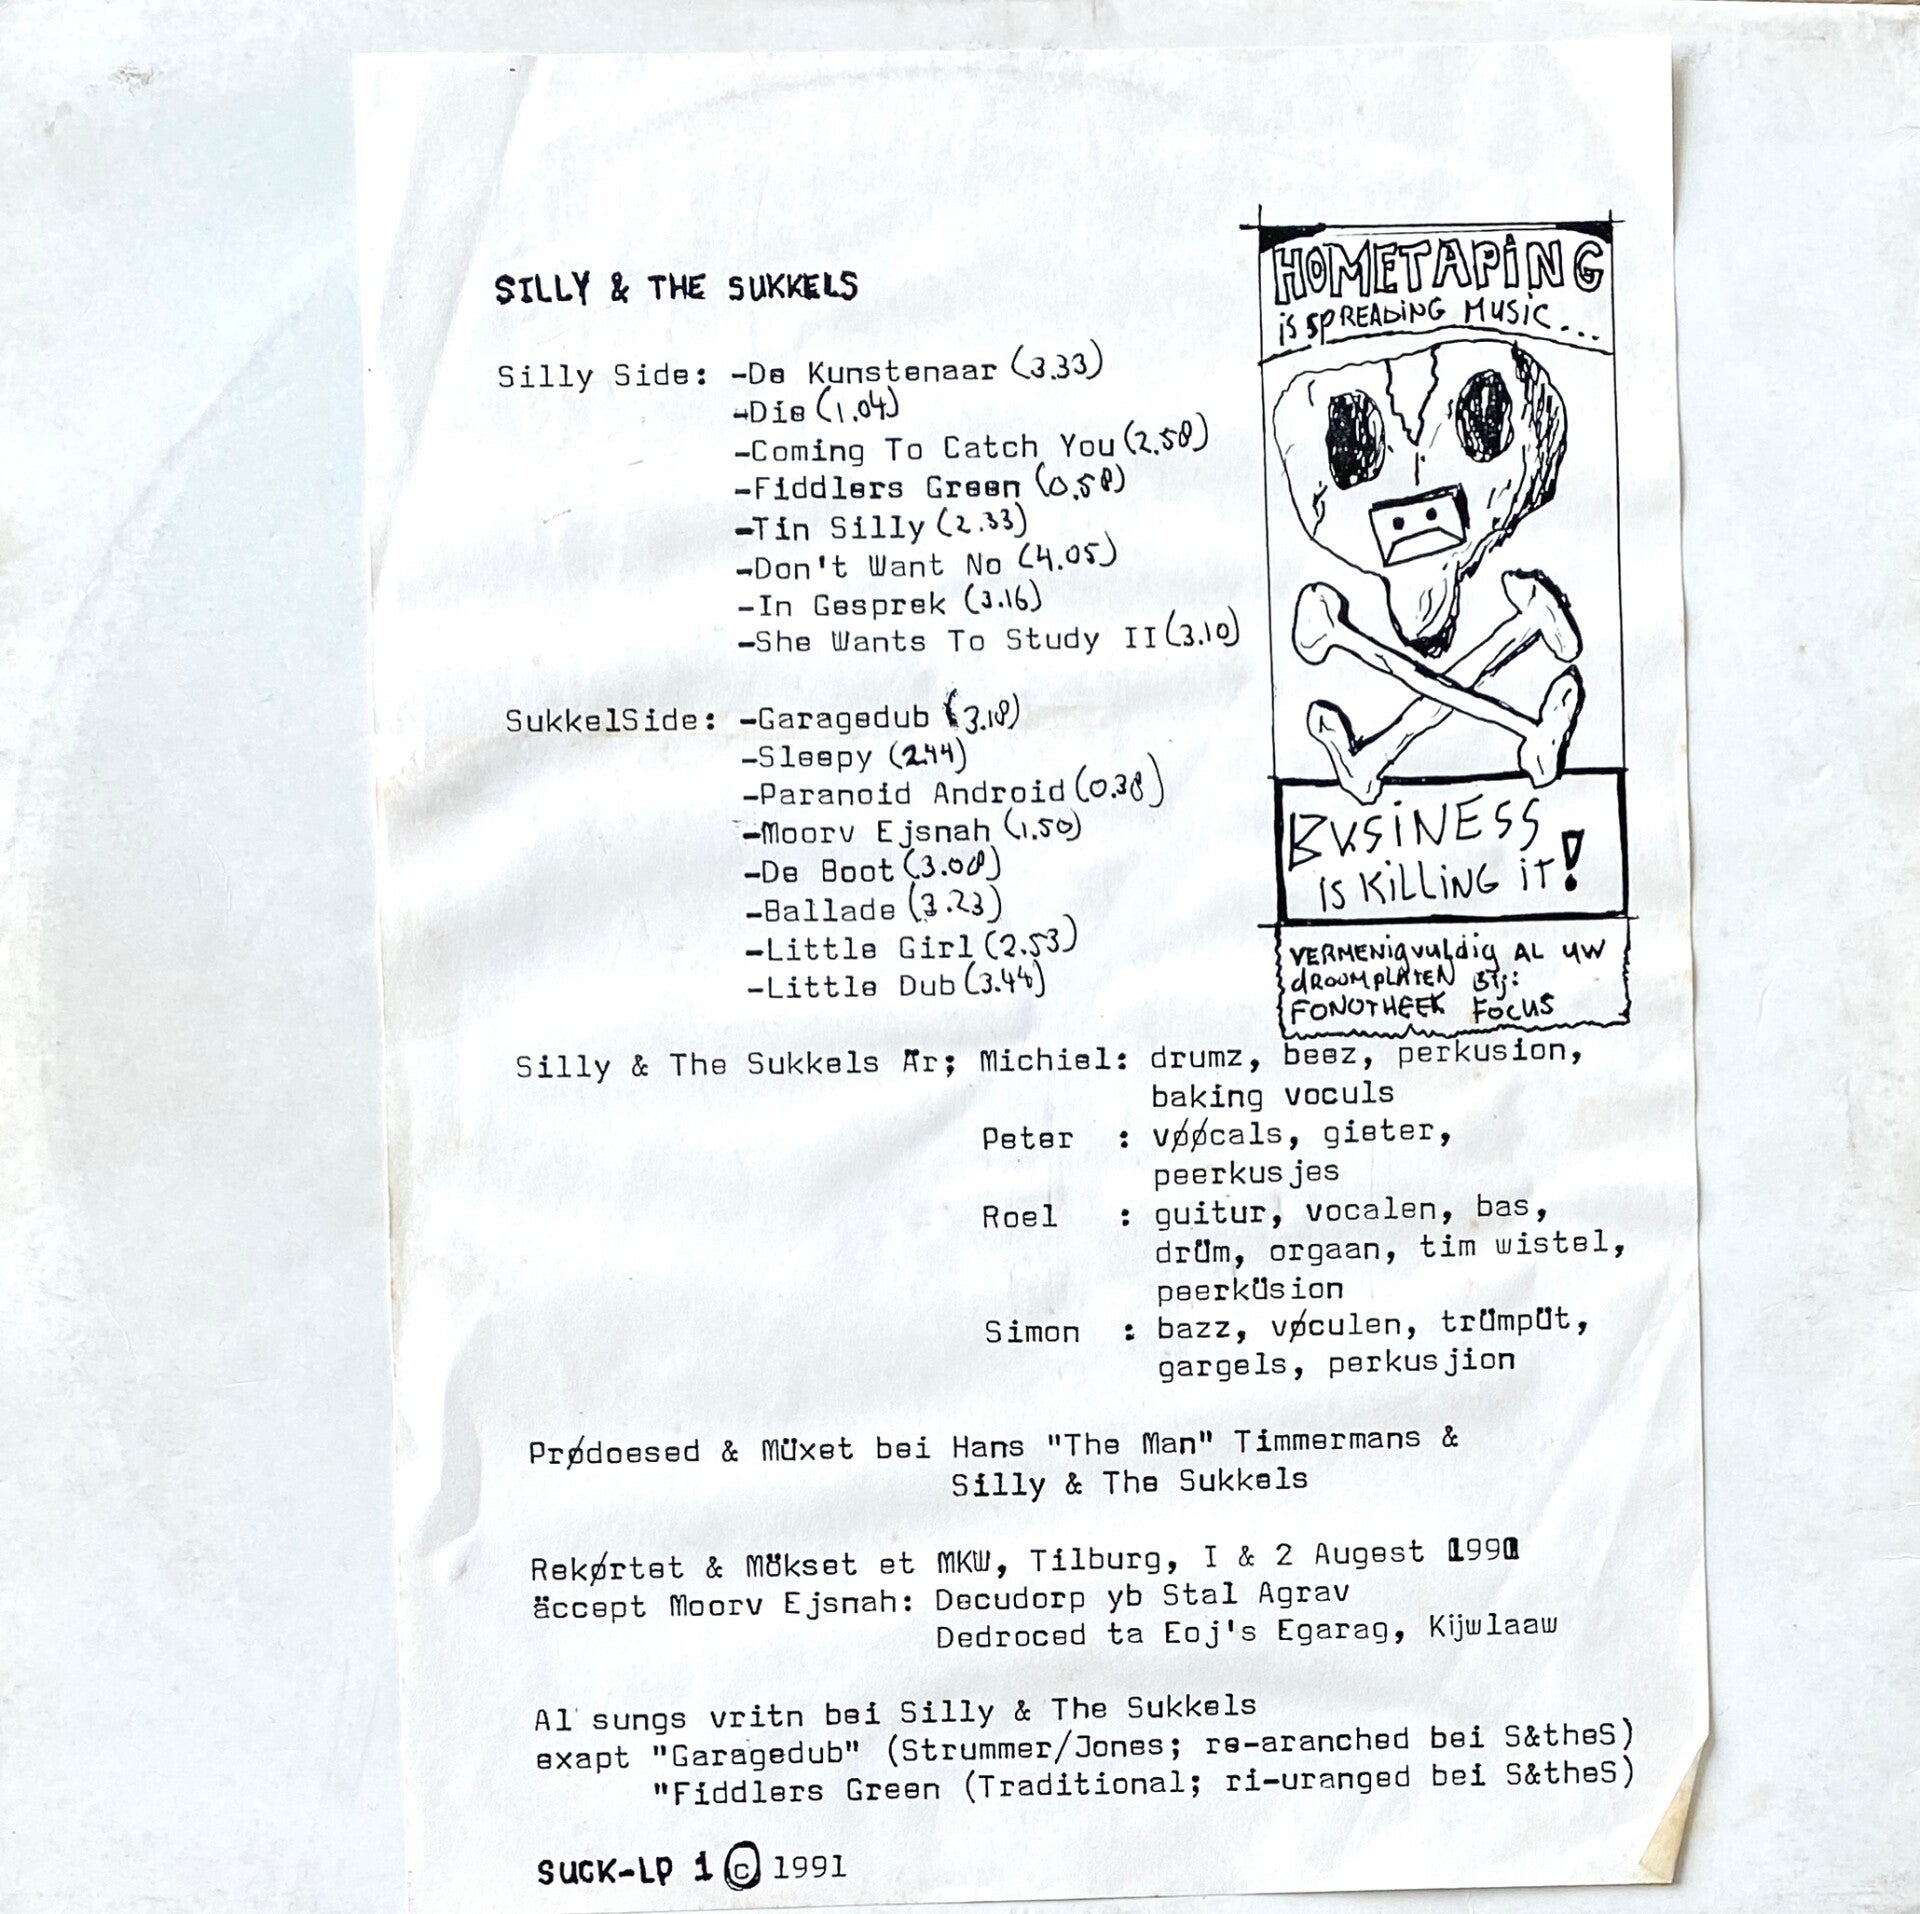 SILLY & THE SUKKELS
Silly Side: -De Kunstenaar (3.33)
-Die (1.04)
-Coming To Catch You (2.58)
-Fiddlers Green (0.58)
-Tin Silly (2.33)
-Don't Want No (4.05)
-In Gesprek (3.16)
-She Wants To Study II (3.10)
SukkelSide: -Garagedub (3.18)
-Sleepy (2.44)
-Paranoid Android (0.38)
-Moorv Ejsnah (1.50)
-De Boot (3.08)
-Ballade (3.23)
-Little Girl (2.53)
-Little Dub (3.44)
HOMETAPiNG
is SPREADiNG MUSiC...
BUSiNESS
iS KiLLiNG iT!
VERMENigvuldig AL UW
dROOMPLATEN Bij:
FONOTHEEK FOCUS
Silly & The Sukkels Är; Michiel: drumz, beez, perkusion,
baking voculs
Peter : vøøcals, gieter,
peerkusjes
Roel : guitur, vocalen, bas,
drüm, orgaan, tim wistel,
peerküsion
Simon : bazz, vøculen, trümpüt,
gargels, perkusjion
Prødoesed & Müxet bei Hans "The Man" Timmermans &
Silly & The Sukkels
Rekørtet & Mökset et MKW, Tilburg, I & 2 Augest 1991
äccept Moorv Ejsnah: Decudorp yb Stal Agrav
Dedroced ta Eoj's Egarag, Kijwlaaw
Al sungs vritn bei Silly & The Sukkels
exapt "Garagedub" (Strummer/Jones; re-aranched bei S&theS)
"Fiddlers Green (Traditional; ri-uranged bei S&theS)
SUCK-LP 1 © 1991